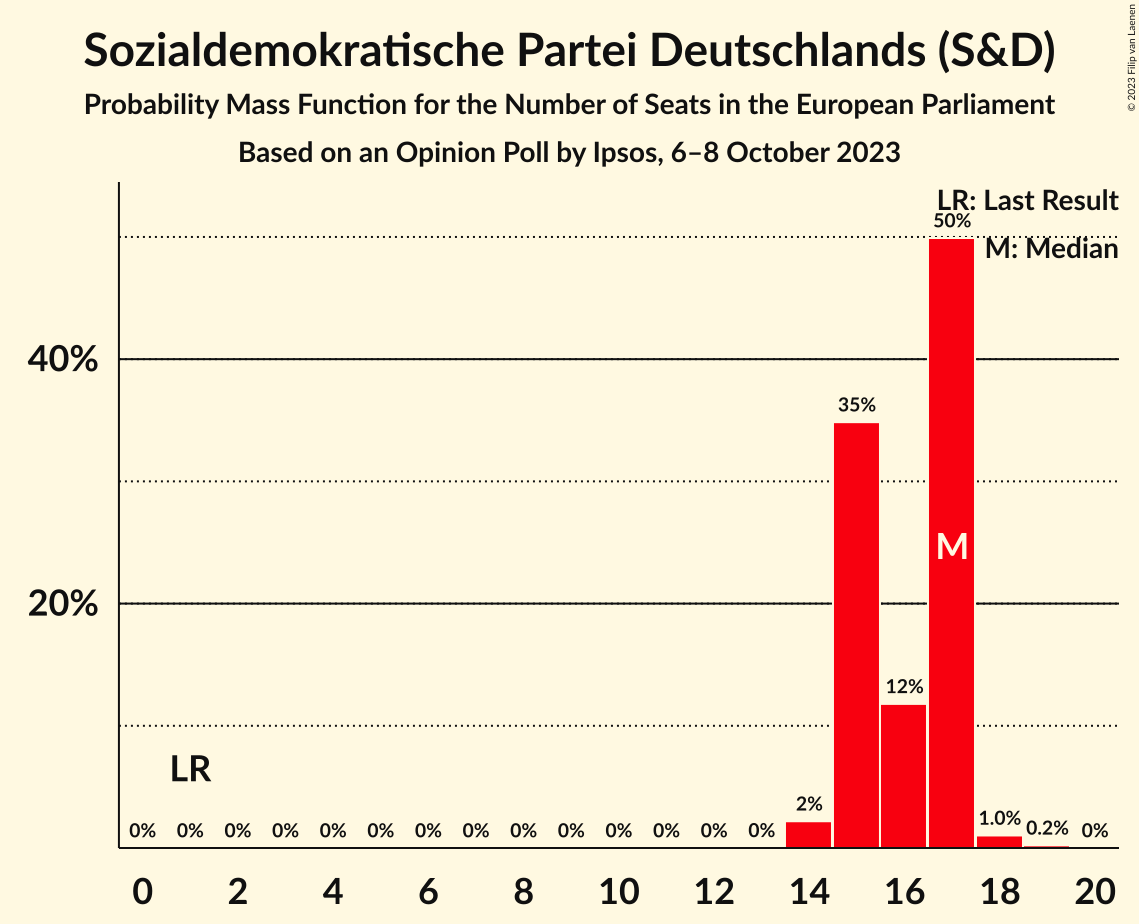 Sozialdemokratische Partei Deutschlands (S&D)
Probability Mass Function for the Number of Seats in the European Parliament
Based on an Opinion Poll by Ipsos, 6–8 October 2023
© 2023 Filip van Laenen
LR: Last Result
M: Median
50%
40%
35%
M
20%
12%
LR
2%
1.0%
0.2%
0% 0% 0% 0% 0% 0% 0% 0% 0% 0% 0% 0% 0% 0% 0%
0 2 4 6 8 10 12 14 16 18 20